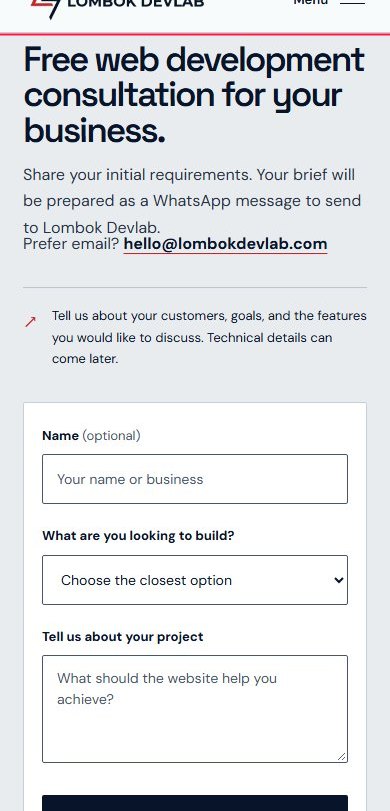 LOMBOK DEVLAB
Menu
Free web development
consultation for your
business.
Share your initial requirements. Your brief will
be prepared as a WhatsApp message to send
to Lombok Devlab.
Prefer email? hello@lombokdevlab.com
Tell us about your customers, goals, and the features
you would like to discuss. Technical details can
come later.
Name (optional)
Your name or business
What are you looking to build?
Choose the closest option
Tell us about your project
What should the website help you
achieve?